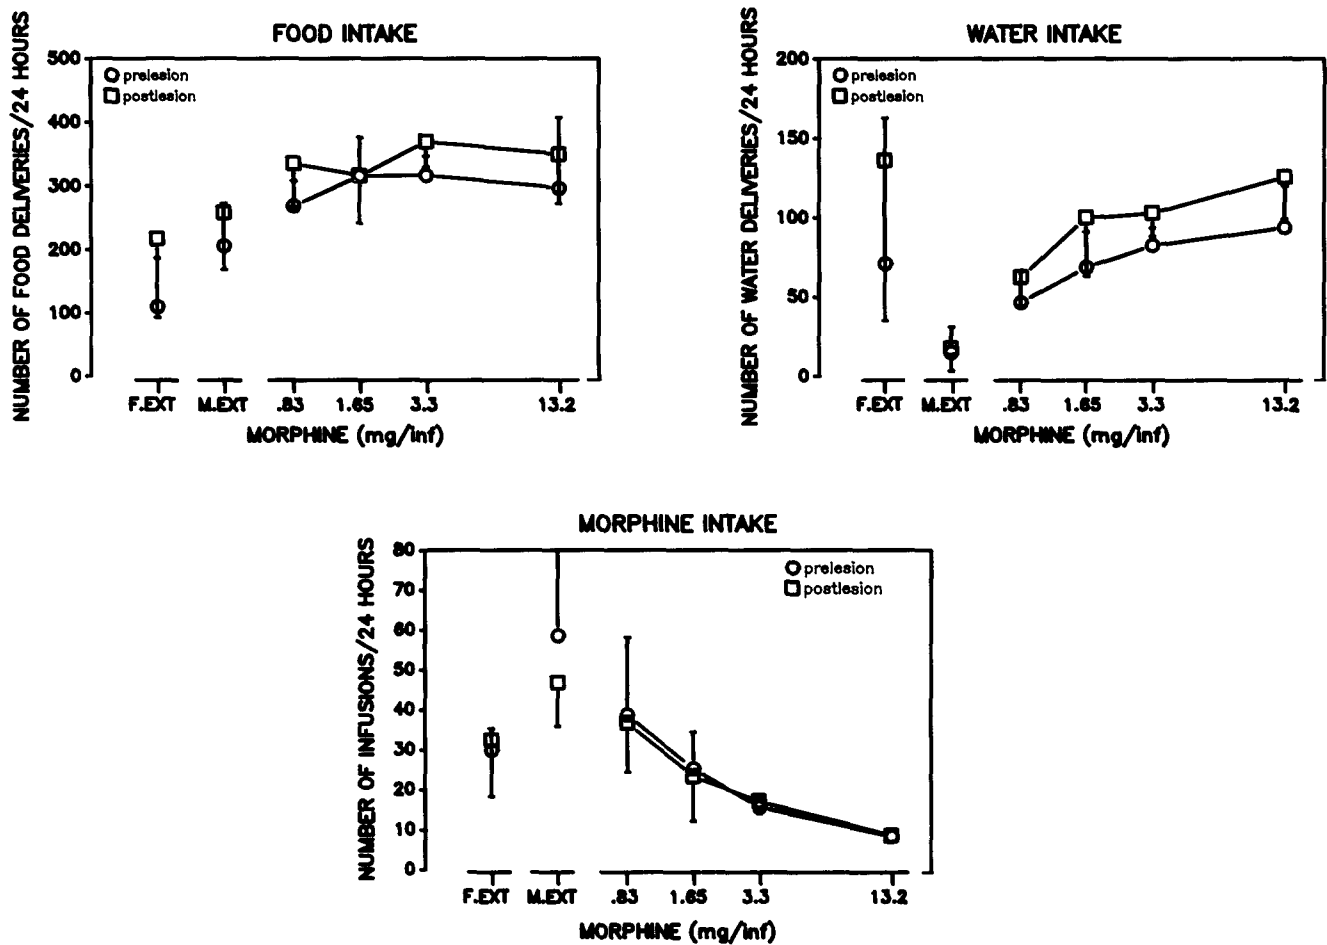 FOOD INTAKE
NUMBER OF FOOD DELIVERIES/24 HOURS
500
400
300
200
100
0
prelesion
postlesion
F.EXT M.EXT .83 1.65 3.3 13.2
MORPHINE (mg/inf)
WATER INTAKE
NUMBER OF WATER DELIVERIES/24 HOURS
200
150
100
50
0
prelesion
postlesion
F.EXT M.EXT .83 1.65 3.3 13.2
MORPHINE (mg/inf)
MORPHINE INTAKE
NUMBER OF INFUSIONS/24 HOURS
80
70
60
50
40
30
20
10
0
prelesion
postlesion
F.EXT M.EXT .83 1.65 3.3 13.2
MORPHINE (mg/inf)